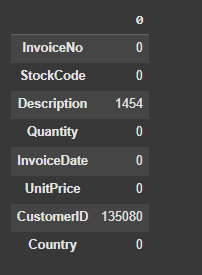 0
InvoiceNo 0
StockCode 0
Description 1454
Quantity 0
InvoiceDate 0
UnitPrice 0
CustomerID 135080
Country 0